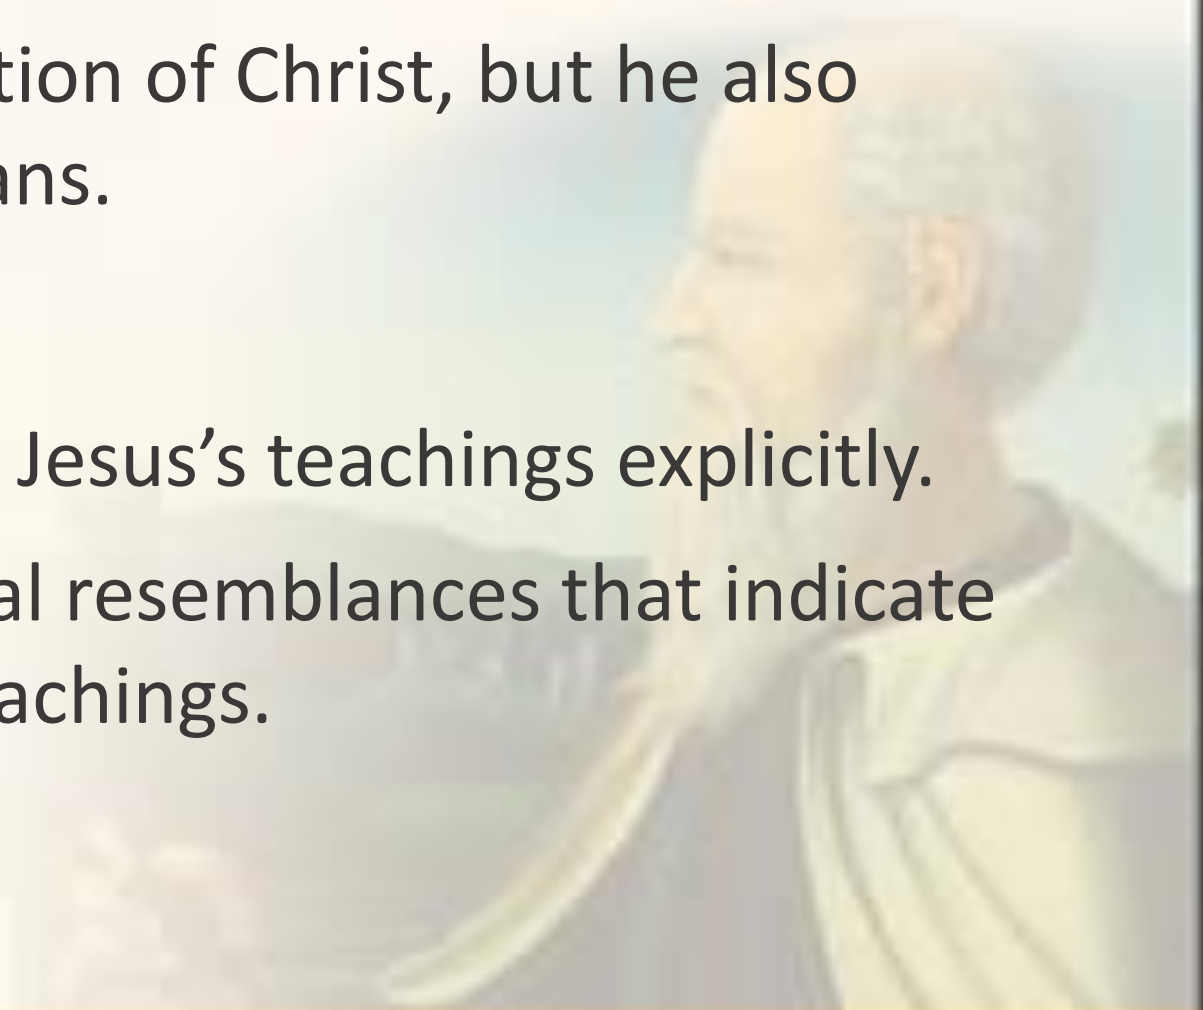 tion of Christ, but he also
ans.
Jesus’s teachings explicitly.
al resemblances that indicate
achings.